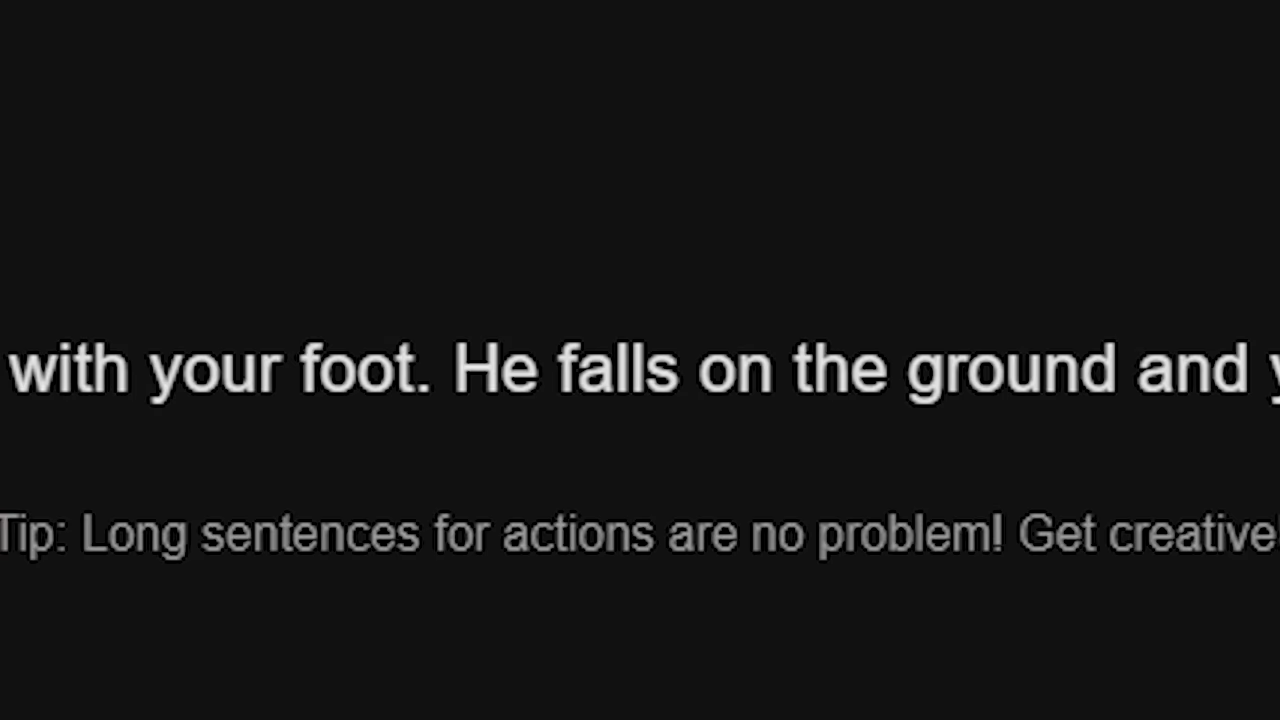 with your foot. He falls on the ground and
Tip: Long sentences for actions are no problem! Get creative